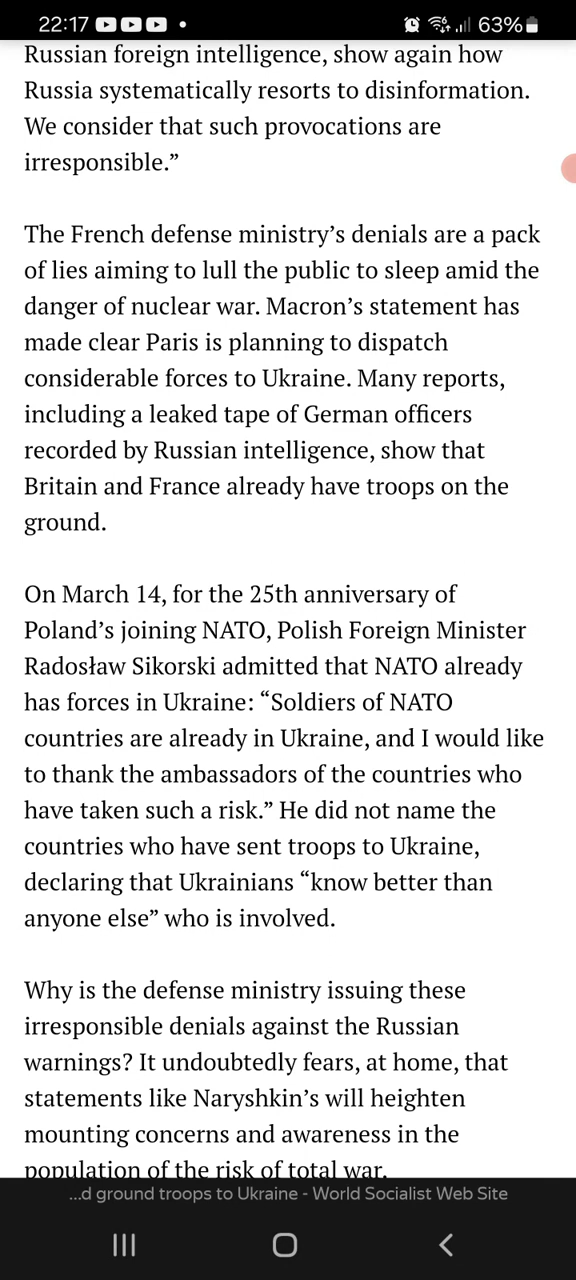 22:17
63%
Russian foreign intelligence, show again how
Russia systematically resorts to disinformation.
We consider that such provocations are
irresponsible.”
The French defense ministry’s denials are a pack
of lies aiming to lull the public to sleep amid the
danger of nuclear war. Macron’s statement has
made clear Paris is planning to dispatch
considerable forces to Ukraine. Many reports,
including a leaked tape of German officers
recorded by Russian intelligence, show that
Britain and France already have troops on the
ground.
On March 14, for the 25th anniversary of
Poland’s joining NATO, Polish Foreign Minister
Radosław Sikorski admitted that NATO already
has forces in Ukraine: “Soldiers of NATO
countries are already in Ukraine, and I would like
to thank the ambassadors of the countries who
have taken such a risk.” He did not name the
countries who have sent troops to Ukraine,
declaring that Ukrainians “know better than
anyone else” who is involved.
Why is the defense ministry issuing these
irresponsible denials against the Russian
warnings? It undoubtedly fears, at home, that
statements like Naryshkin’s will heighten
mounting concerns and awareness in the
population of the risk of total war.
...d ground troops to Ukraine - World Socialist Web Site